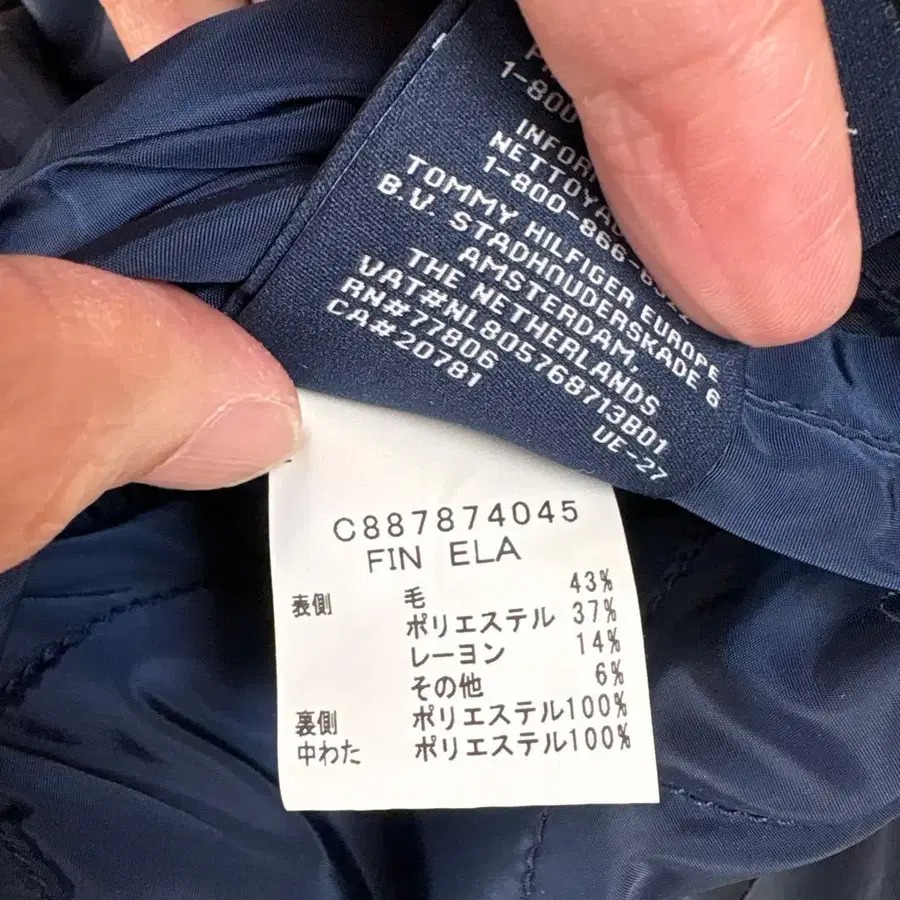 1-800
INFOR
NETTOYA
1-800-866-
TOMMY HILFIGER EUROPE
B.V. STADHOUDERSKADE 6
AMSTERDAM,
THE NETHERLANDS
VAT#NL805768713B01
RN#77806
CA#20781
UE-27
C887874045
FIN ELA
表側 毛 43%
ポリエステル 37%
レーヨン 14%
その他 6%
裏側 ポリエステル100%
中わた ポリエステル100%